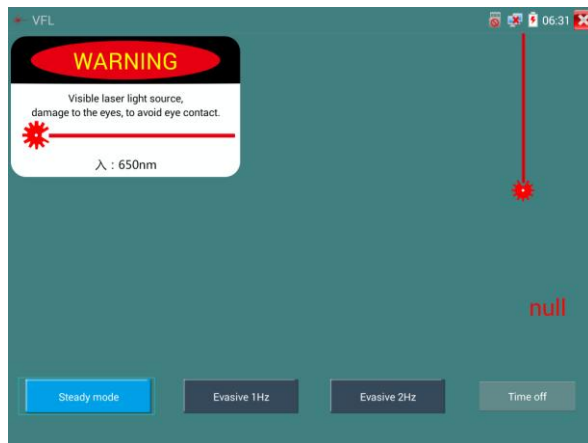 VFL
06:31
WARNING
Visible laser light source,
damage to the eyes, to avoid eye contact.
入 : 650nm
null
Steady mode
Evasive 1Hz
Evasive 2Hz
Time off